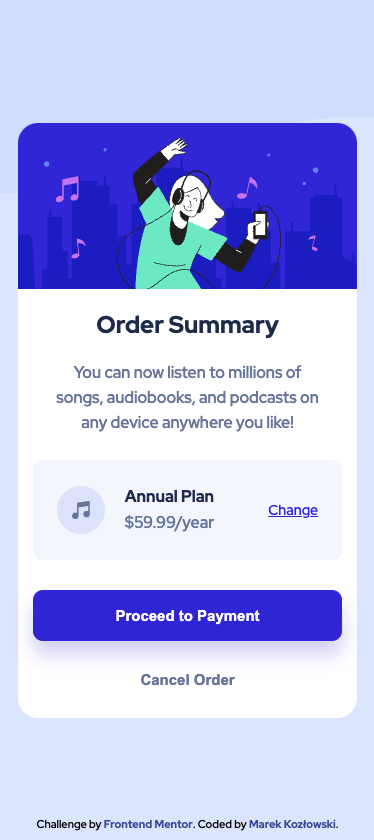 Order Summary
You can now listen to millions of
songs, audiobooks, and podcasts on
any device anywhere you like!
Annual Plan
$59.99/year
Change
Proceed to Payment
Cancel Order
Challenge by Frontend Mentor. Coded by Marek Kozłowski.